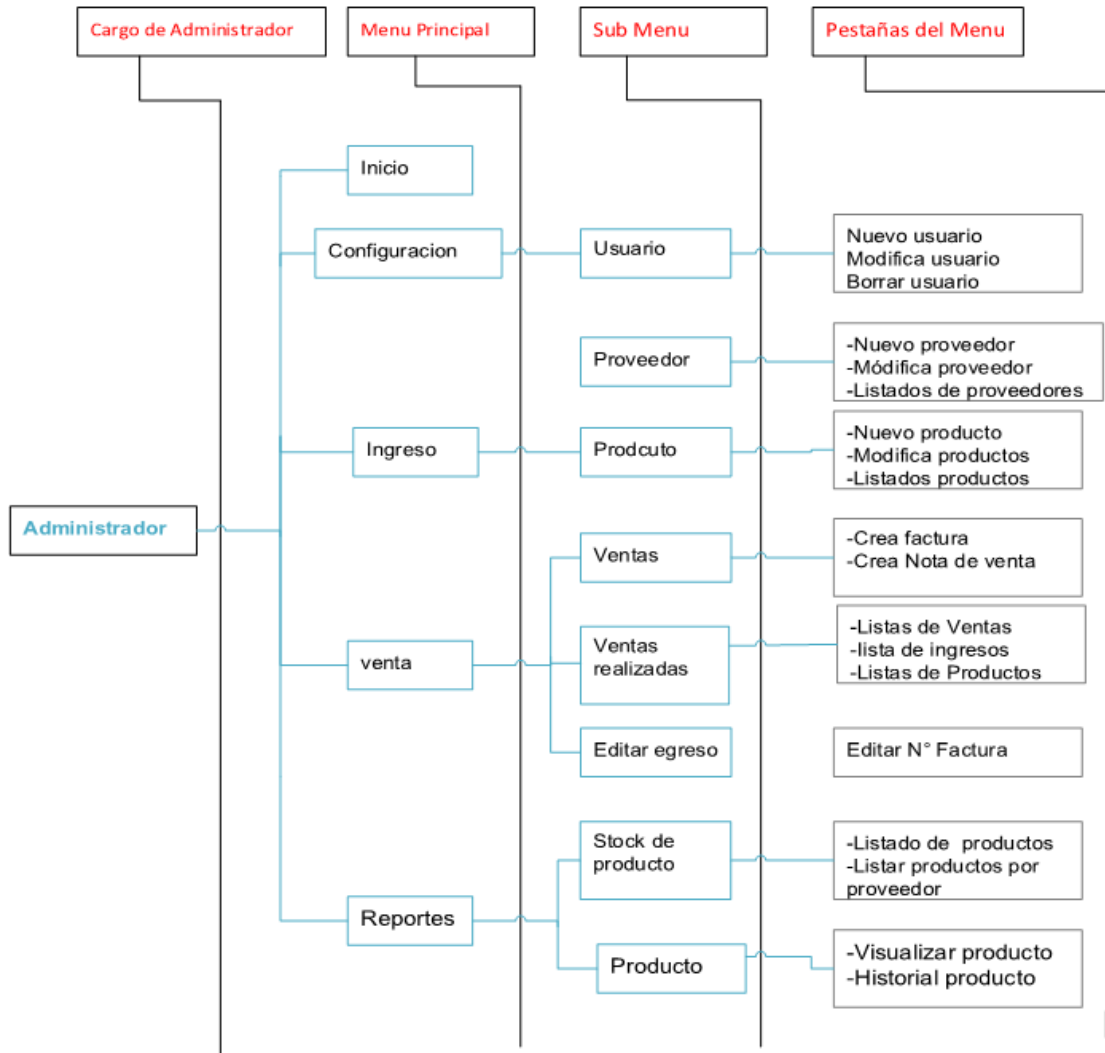 Cargo de Administrador
Menu Principal
Sub Menu
Pestañas del Menu
Inicio
Configuracion
Usuario
Nuevo usuario
Modifica usuario
Borrar usuario
Proveedor
-Nuevo proveedor
-Módifica proveedor
-Listados de proveedores
Ingreso
Prodcuto
-Nuevo producto
-Modifica productos
-Listados productos
Administrador
Ventas
-Crea factura
-Crea Nota de venta
venta
Ventas
realizadas
-Listas de Ventas
-lista de ingresos
-Listas de Productos
Editar egreso
Editar N° Factura
Stock de
producto
-Listado de productos
-Listar productos por
proveedor
Reportes
Producto
-Visualizar producto
-Historial producto